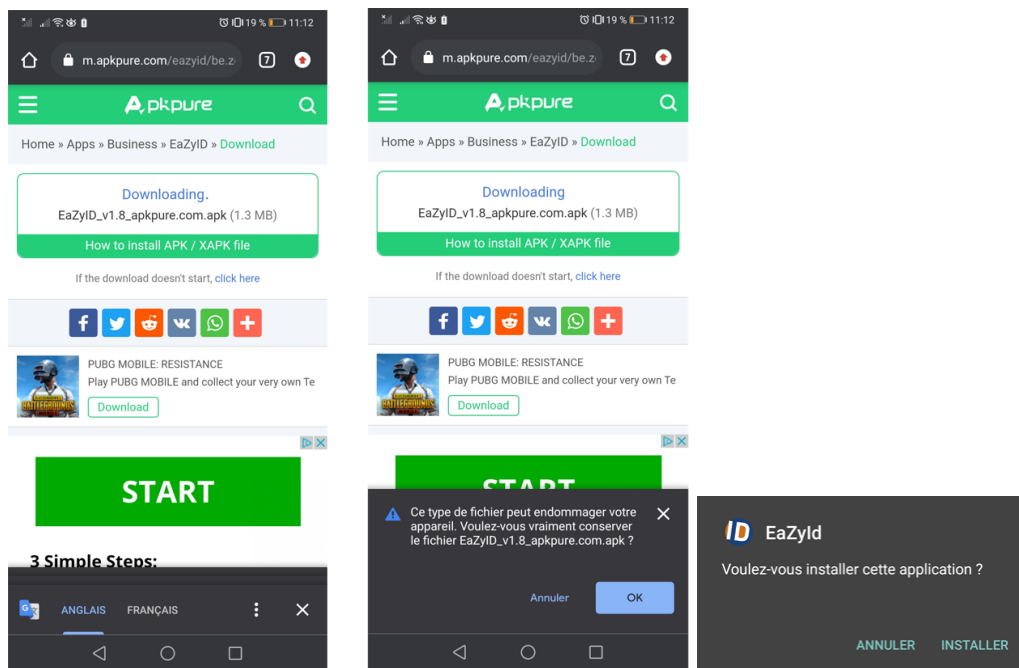 19 % 11:12
m.apkpure.com/eazyid/be.z
7
Apkpure
Home » Apps » Business » EaZyID » Download
Downloading.
EaZyID_v1.8_apkpure.com.apk (1.3 MB)
How to install APK / XAPK file
If the download doesn't start, click here
PUBG MOBILE: RESISTANCE
Play PUBG MOBILE and collect your very own Te
BATTLEGROUNDS
Download
START
3 Simple Steps:
ANGLAIS FRANÇAIS
19 % 11:12
m.apkpure.com/eazyid/be.z
7
Apkpure
Home » Apps » Business » EaZyID » Download
Downloading
EaZyID_v1.8_apkpure.com.apk (1.3 MB)
How to install APK / XAPK file
If the download doesn't start, click here
PUBG MOBILE: RESISTANCE
Play PUBG MOBILE and collect your very own Te
BATTLEGROUNDS
Download
START
Ce type de fichier peut endommager votre
appareil. Voulez-vous vraiment conserver
le fichier EaZyID_v1.8_apkpure.com.apk ?
Annuler OK
ID EaZyId
Voulez-vous installer cette application ?
ANNULER INSTALLER